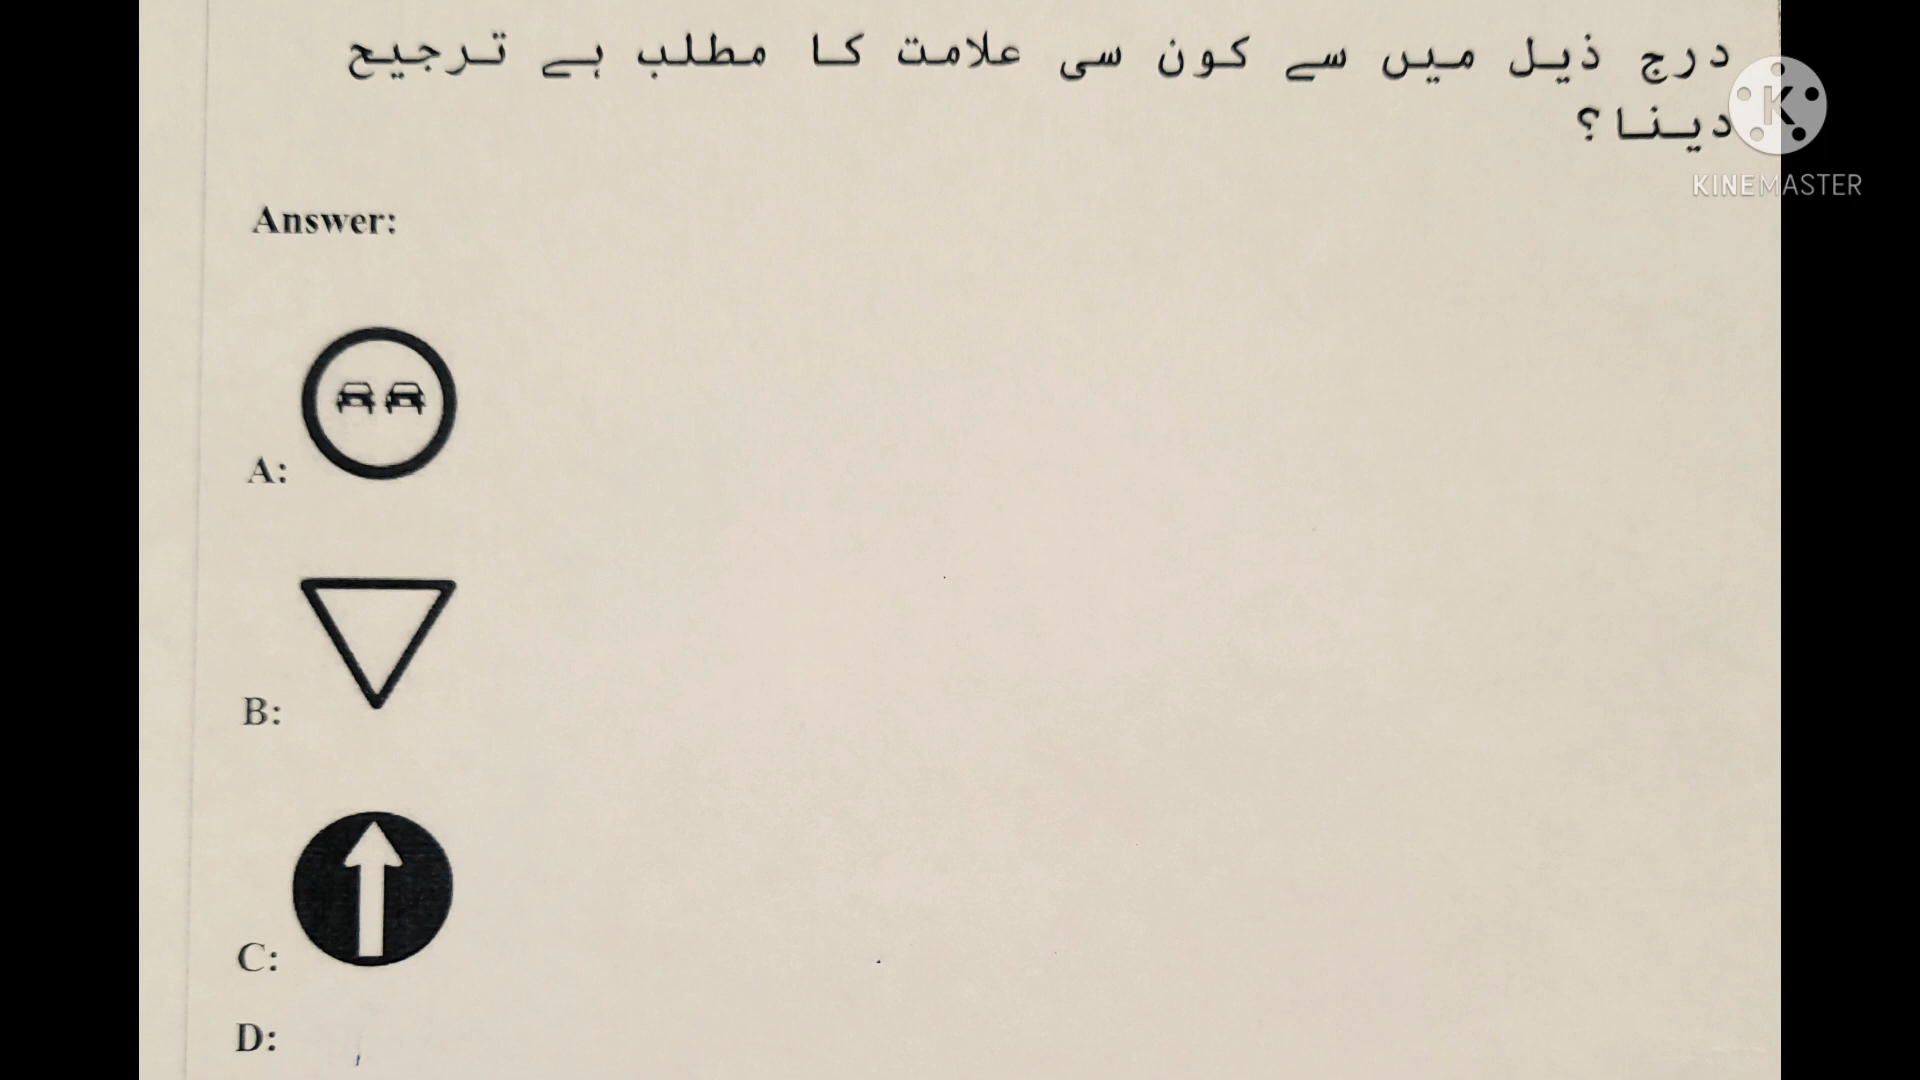 درج ذیل میں سے کون سی علامت کا مطلب ہے ترجیح
دینا؟
K
KINEMASTER
Answer:
A:
B:
C:
D: